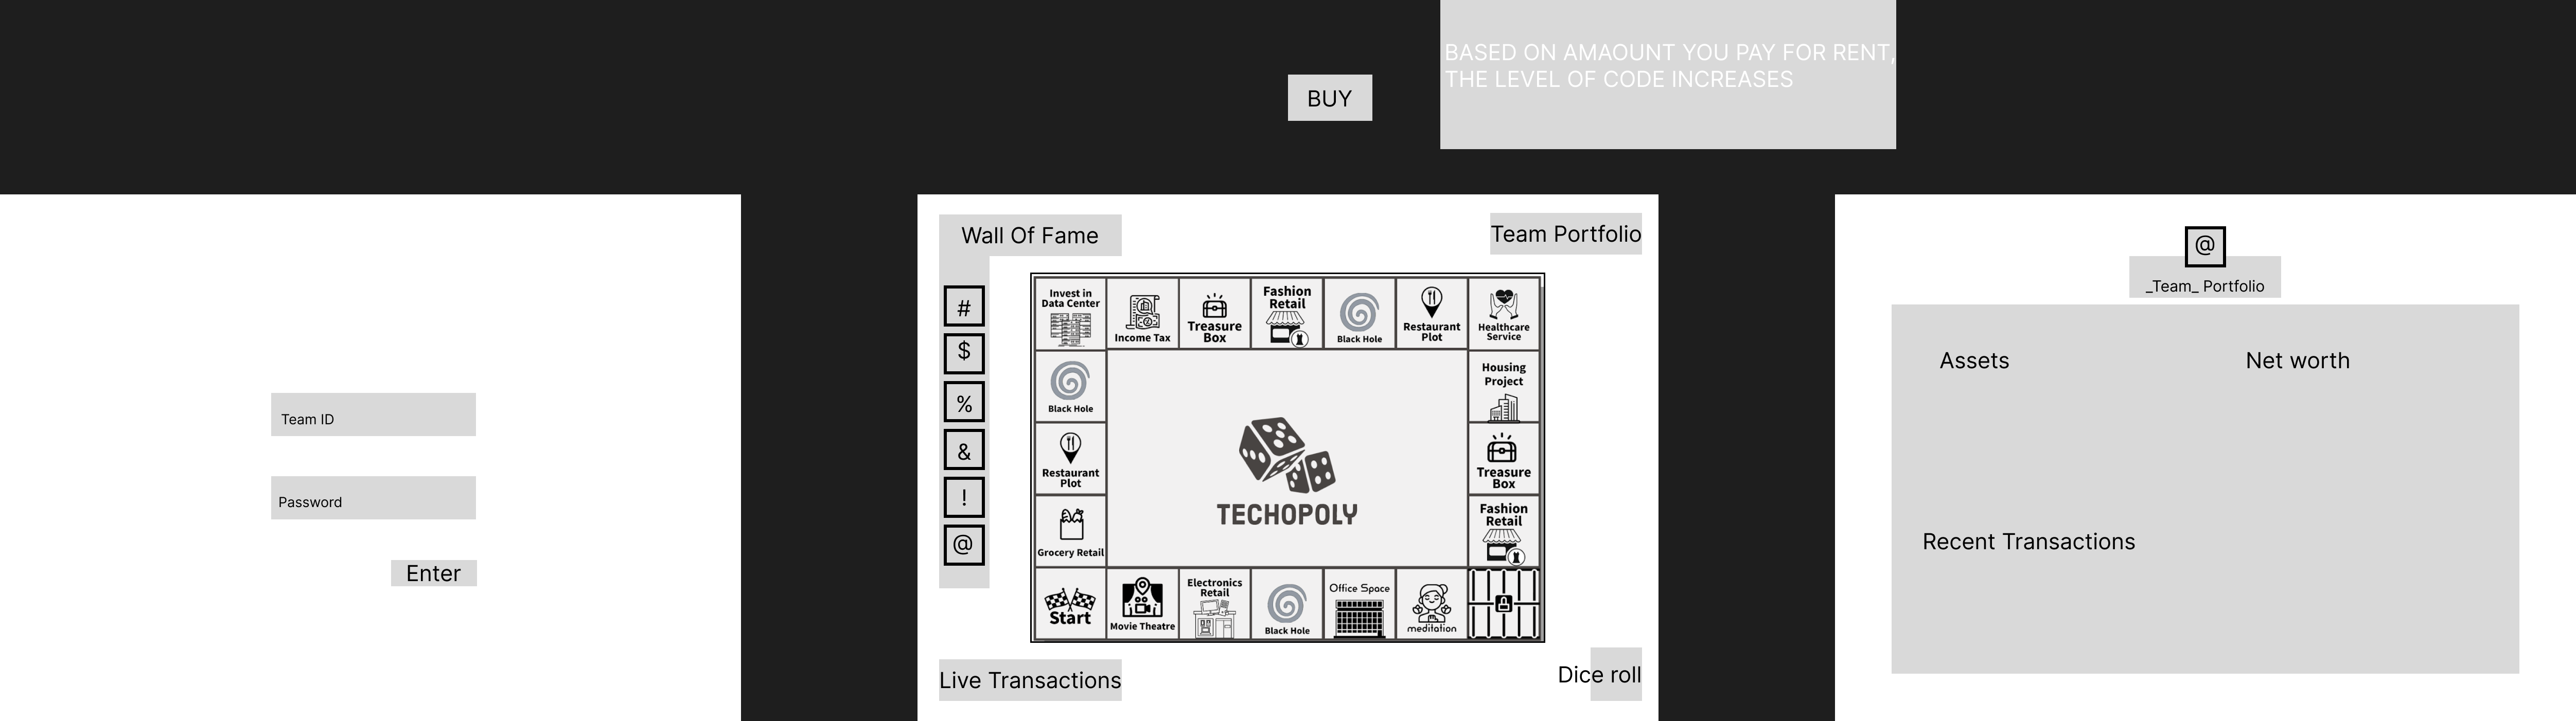 BASED ON AMAOUNT YOU PAY FOR RENT,
THE LEVEL OF CODE INCREASES
BUY
Team ID
Password
Enter
Wall Of Fame
Team Portfolio
#
$
%
&
!
@
Invest in
Data Center
Income Tax
Treasure
Box
Fashion
Retail
Black Hole
Restaurant
Plot
Healthcare
Service
Black Hole
Housing
Project
Restaurant
Plot
Treasure
Box
Grocery Retail
Fashion
Retail
TECHOPOLY
Start
Movie Theatre
Electronics
Retail
Black Hole
Office Space
meditation
Live Transactions
Dice roll
@
_Team_ Portfolio
Assets
Net worth
Recent Transactions